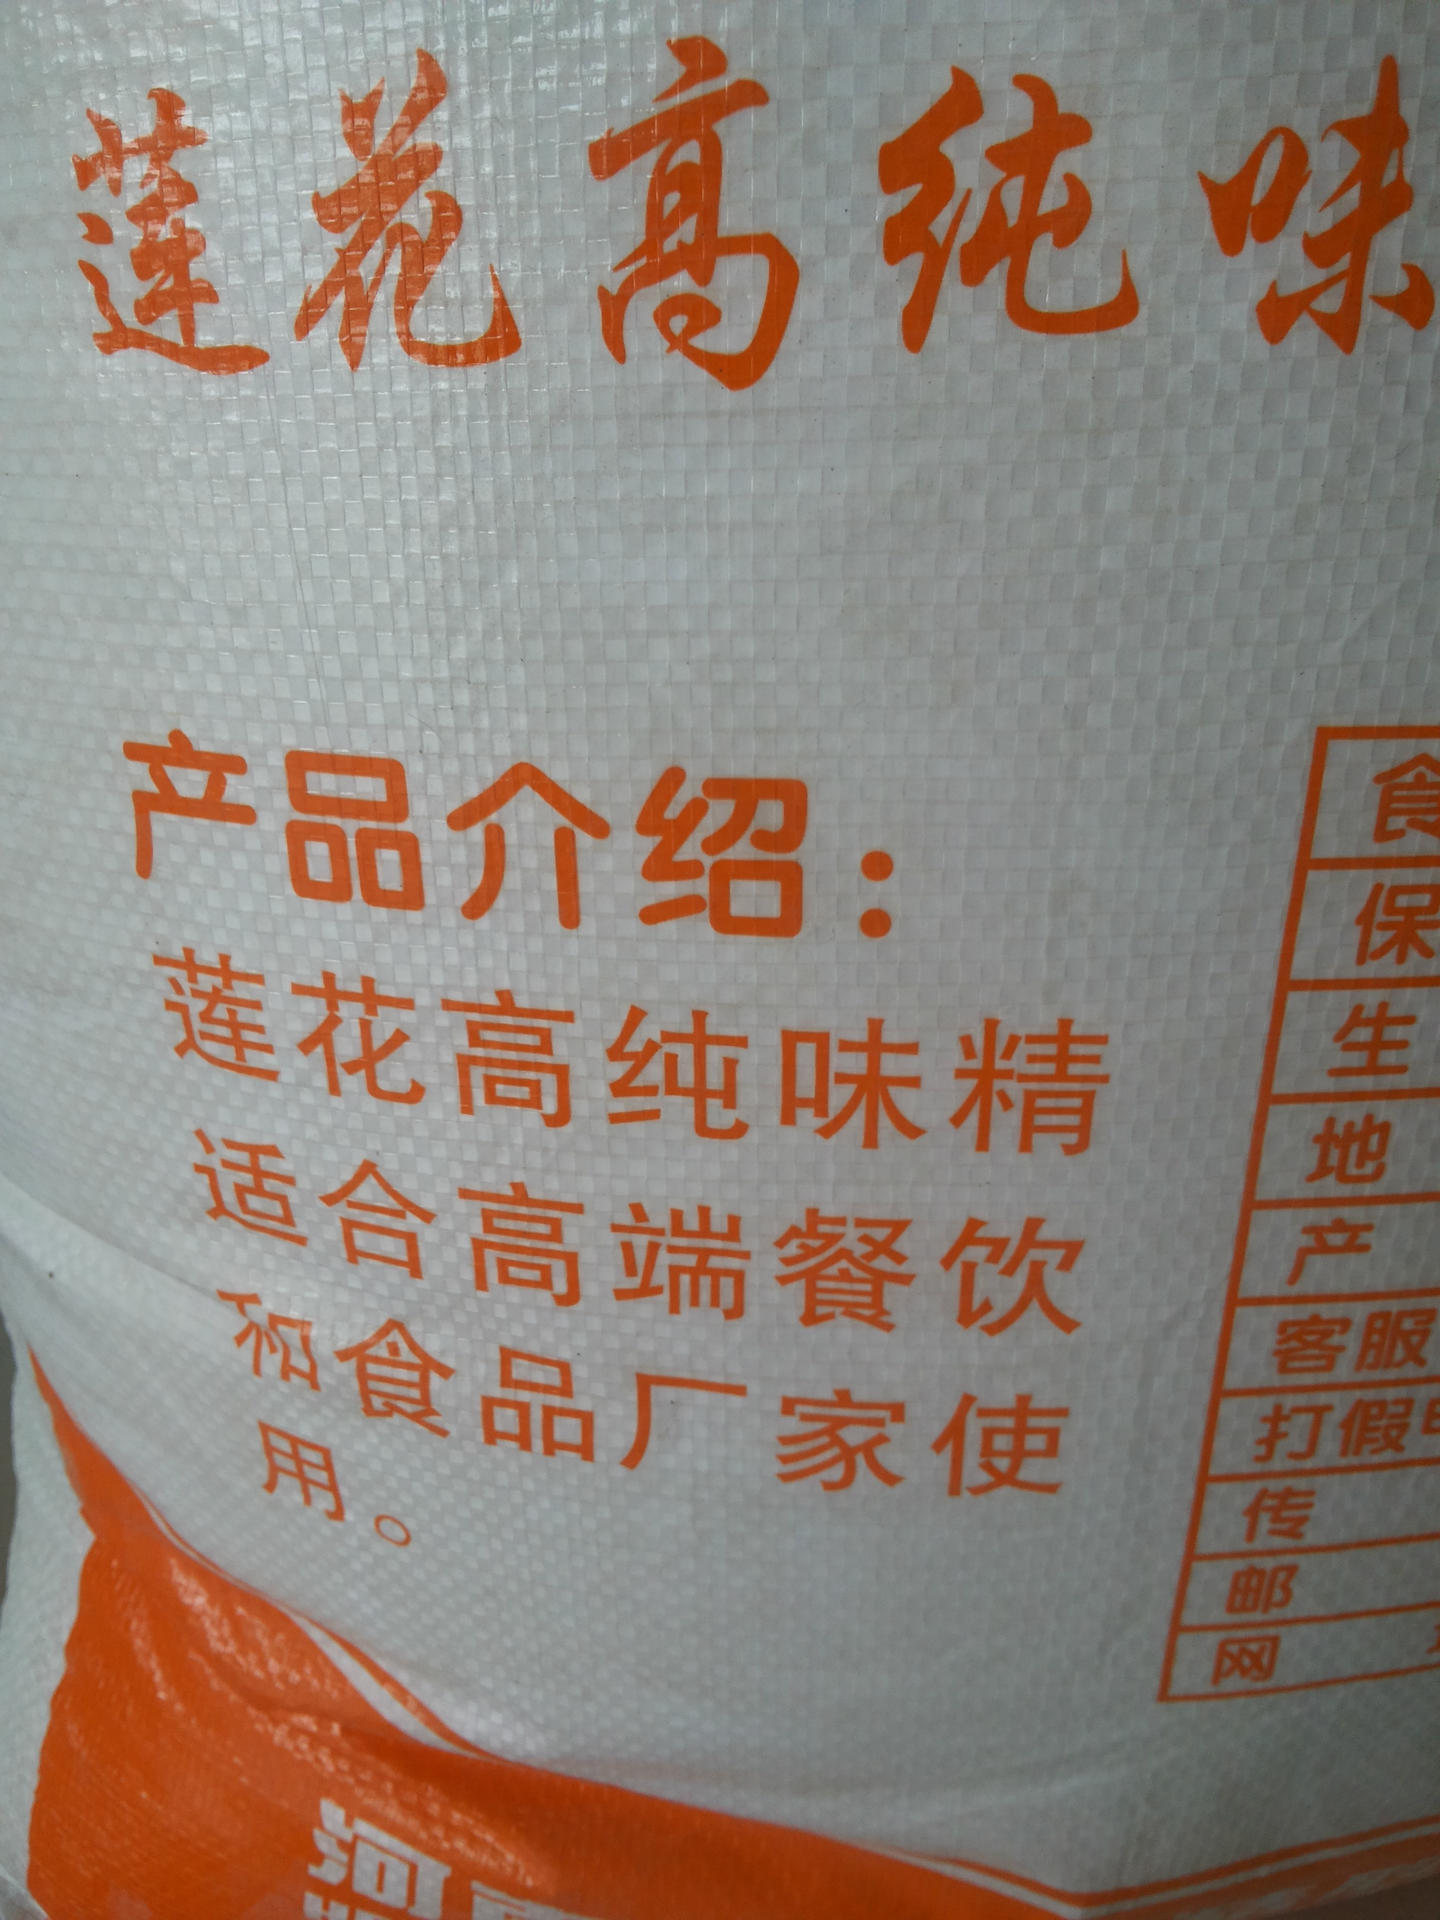 莲花高纯味
产品介绍：
莲花高纯味精
适合高端餐饮
和食品厂家使
用。
食
保
生
地
产
客服
打假
传
邮
网